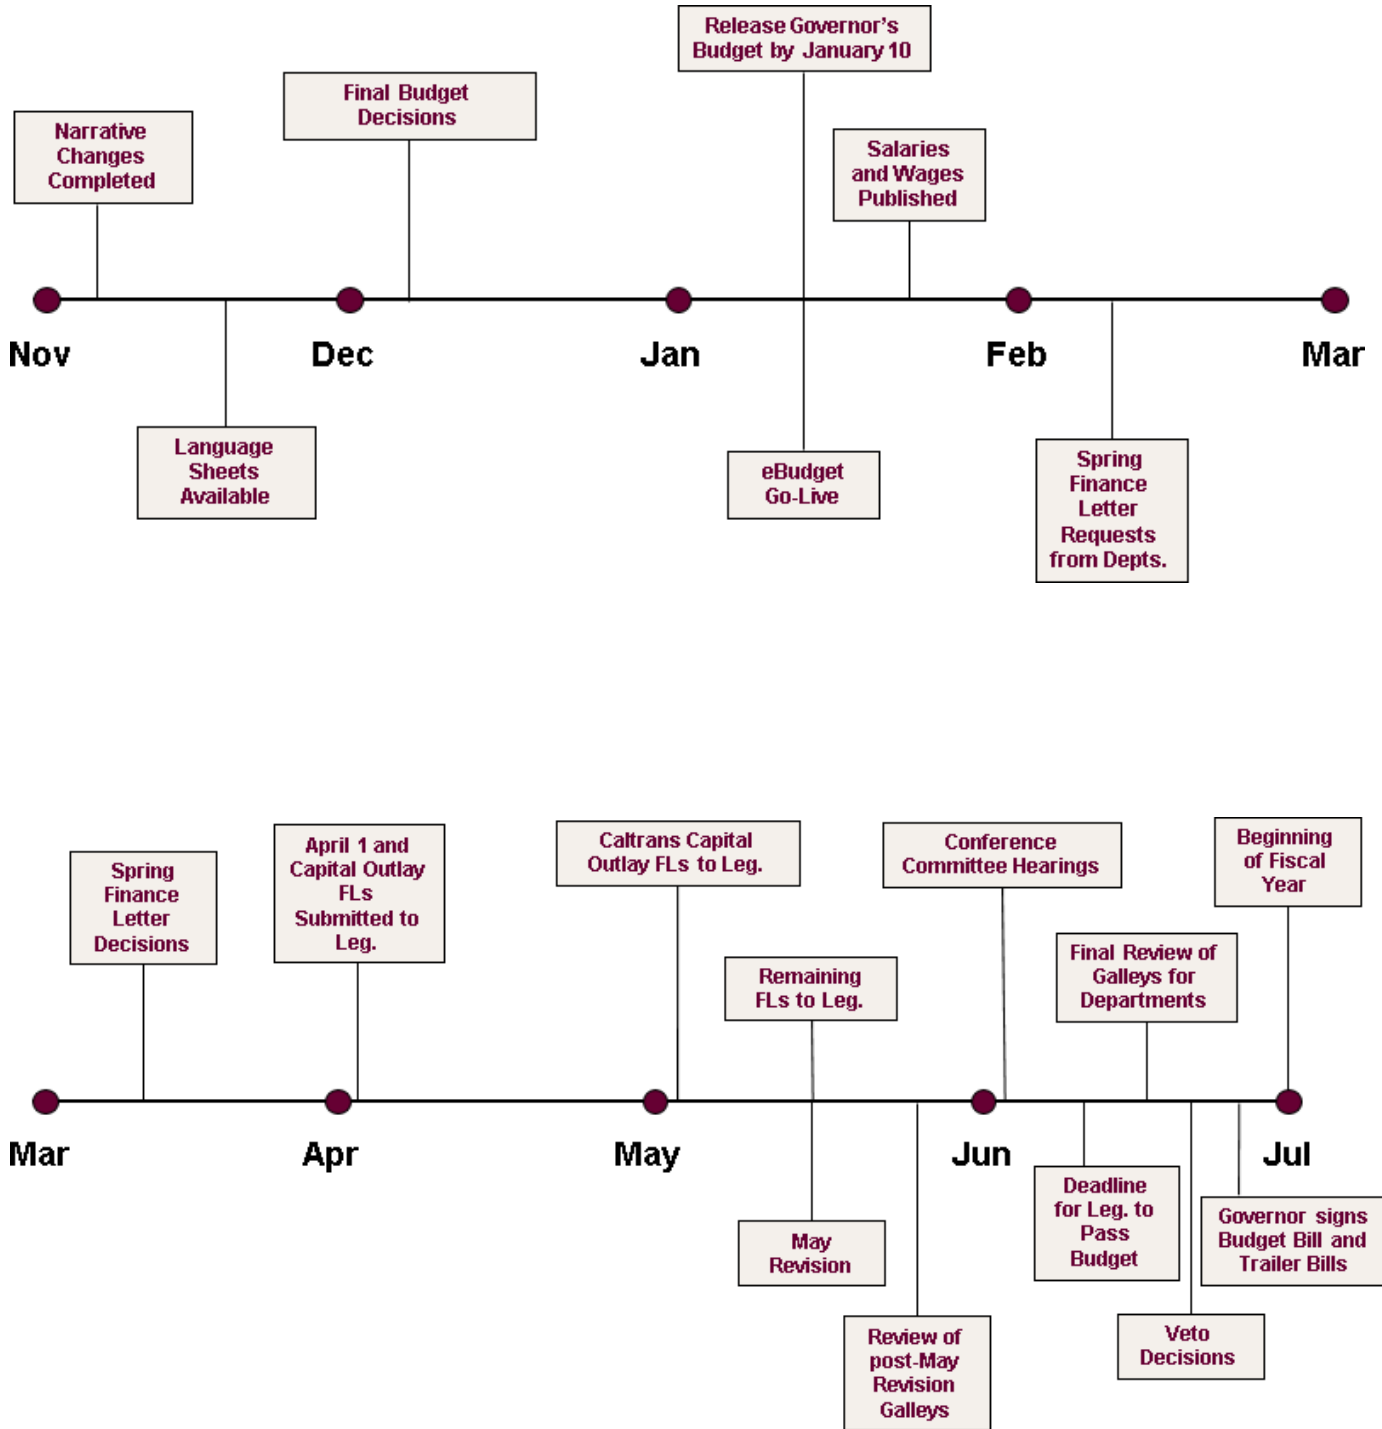 Release Governor's
Budget by January 10
Final Budget
Decisions
Narrative
Changes
Completed
Salaries
and Wages
Published
Nov
Dec
Jan
Feb
Mar
Language
Sheets
Available
eBudget
Go-Live
Spring
Finance
Letter
Requests
from Depts.
Spring
Finance
Letter
Decisions
April 1 and
Capital Outlay
FLs
Submitted to
Leg.
Caltrans Capital
Outlay FLs to Leg.
Remaining
FLs to Leg.
Conference
Committee Hearings
Final Review of
Galleys for
Departments
Beginning
of Fiscal
Year
Mar
Apr
May
Jun
Jul
May
Revision
Review of
post-May
Revision
Galleys
Deadline
for Leg. to
Pass
Budget
Veto
Decisions
Governor signs
Budget Bill and
Trailer Bills